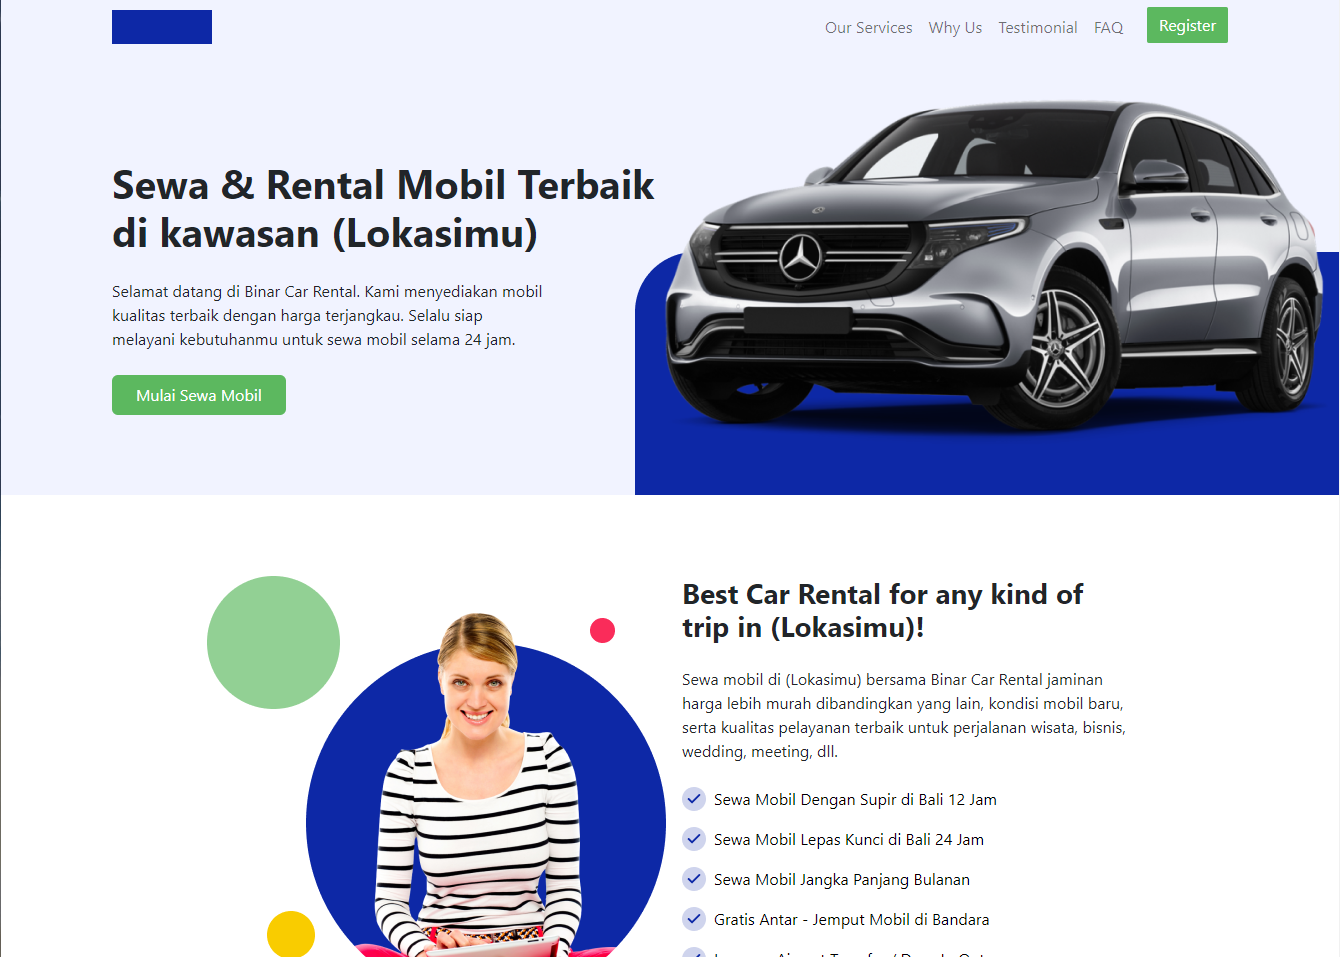 Our Services Why Us Testimonial FAQ Register
Sewa & Rental Mobil Terbaik
di kawasan (Lokasimu)
Selamat datang di Binar Car Rental. Kami menyediakan mobil
kualitas terbaik dengan harga terjangkau. Selalu siap
melayani kebutuhanmu untuk sewa mobil selama 24 jam.
Mulai Sewa Mobil
Best Car Rental for any kind of
trip in (Lokasimu)!
Sewa mobil di (Lokasimu) bersama Binar Car Rental jaminan
harga lebih murah dibandingkan yang lain, kondisi mobil baru,
serta kualitas pelayanan terbaik untuk perjalanan wisata, bisnis,
wedding, meeting, dll.
Sewa Mobil Dengan Supir di Bali 12 Jam
Sewa Mobil Lepas Kunci di Bali 24 Jam
Sewa Mobil Jangka Panjang Bulanan
Gratis Antar - Jemput Mobil di Bandara